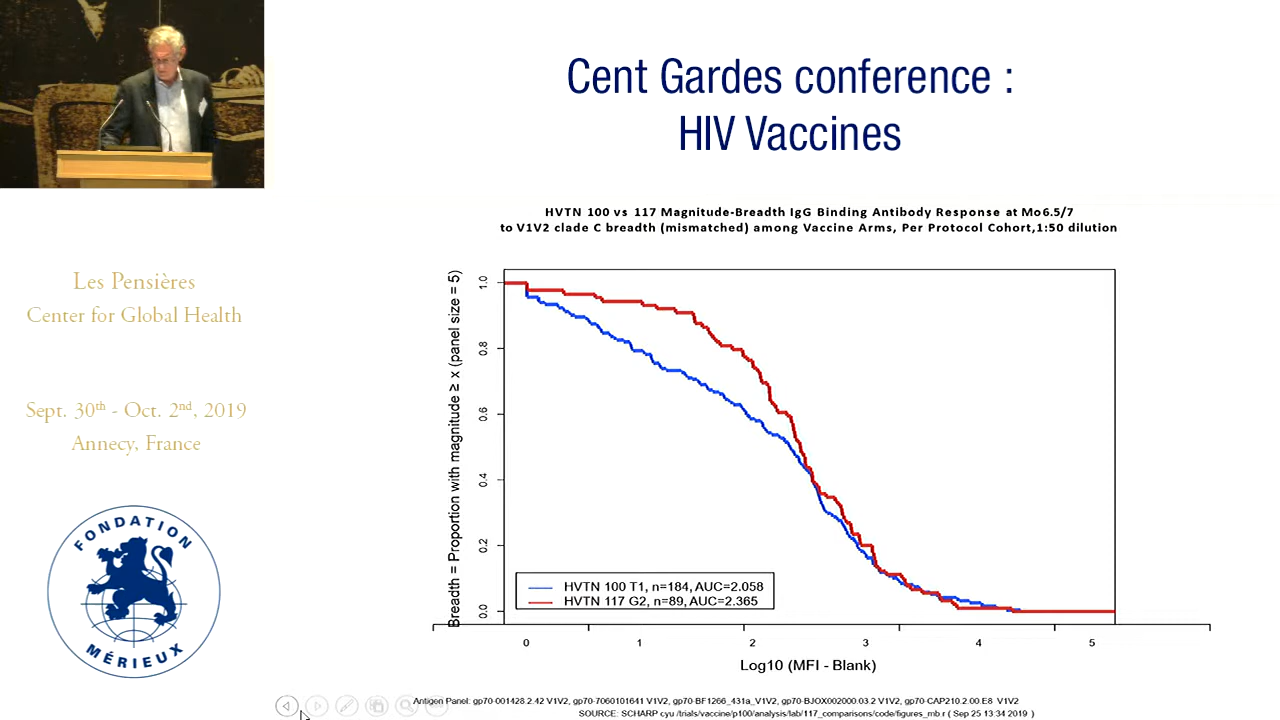 Cent Gardes conference :
HIV Vaccines
Les Pensières
Center for Global Health
Sept. 30th - Oct. 2nd, 2019
Annecy, France
FONDATION
MÉRIEUX
HVTN 100 vs 117 Magnitude-Breadth IgG Binding Antibody Response at Mo6.5/7
to V1V2 clade C breadth (mismatched) among Vaccine Arms, Per Protocol Cohort,1:50 dilution
Breadth = Proportion with magnitude ≥ x (panel size = 5)
1.0
0.8
0.6
0.4
0.2
0.0
HVTN 100 T1, n=184, AUC=2.058
HVTN 117 G2, n=89, AUC=2.365
0 1 2 3 4 5
Log10 (MFI - Blank)
Antigen Panel: gp70-001428.2.42 V1V2, gp70-7060101641 V1V2, gp70-BF1266_431a_V1V2, gp70-BJOX002000.03.2 V1V2, gp70-CAP210.2.00.E8 V1V2
SOURCE: SCHARP cyu /trials/vaccine/p100/analysis/lab/117_comparisons/code/figures_mb.r ( Sep 25 13:34 2019 )